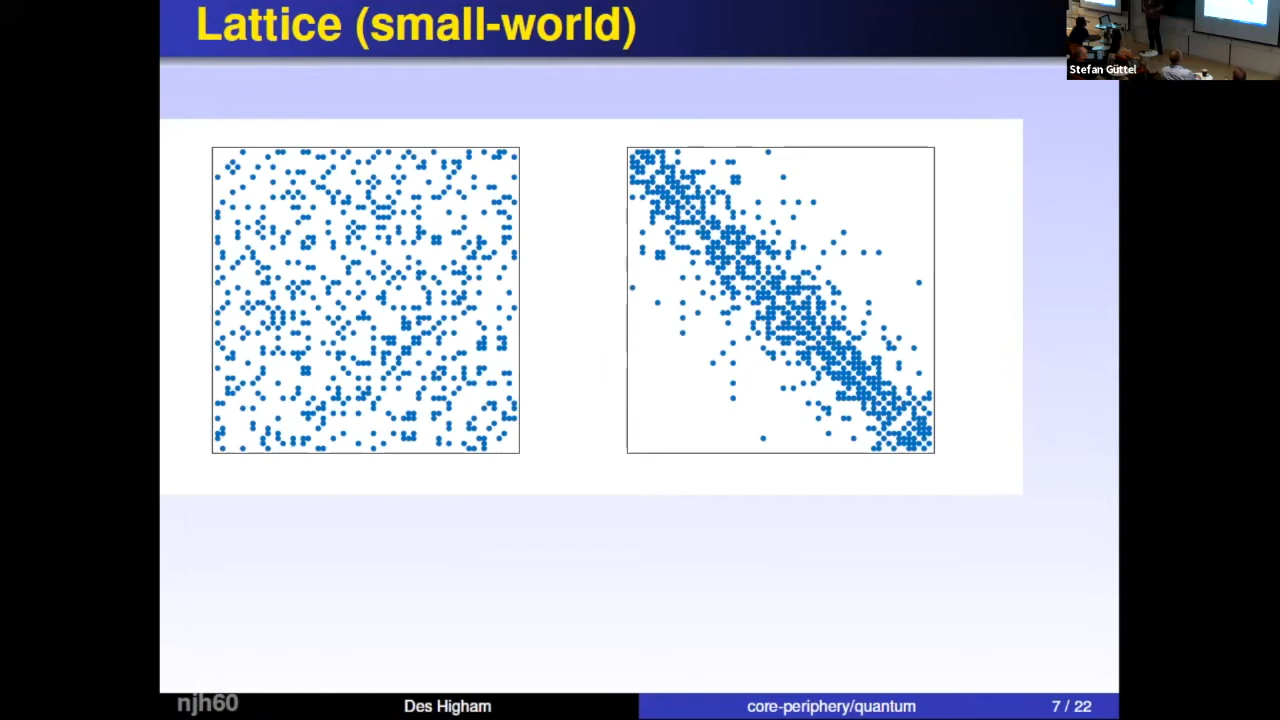 Lattice (small-world)
Stefan Güttel
njh60
Des Higham
core-periphery/quantum
7 / 22